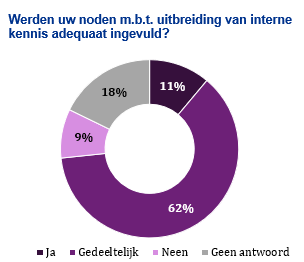 Werden uw noden m.b.t. uitbreiding van interne
kennis adequaat ingevuld?
11%
18%
9%
62%
Ja Gedeeltelijk Neen Geen antwoord